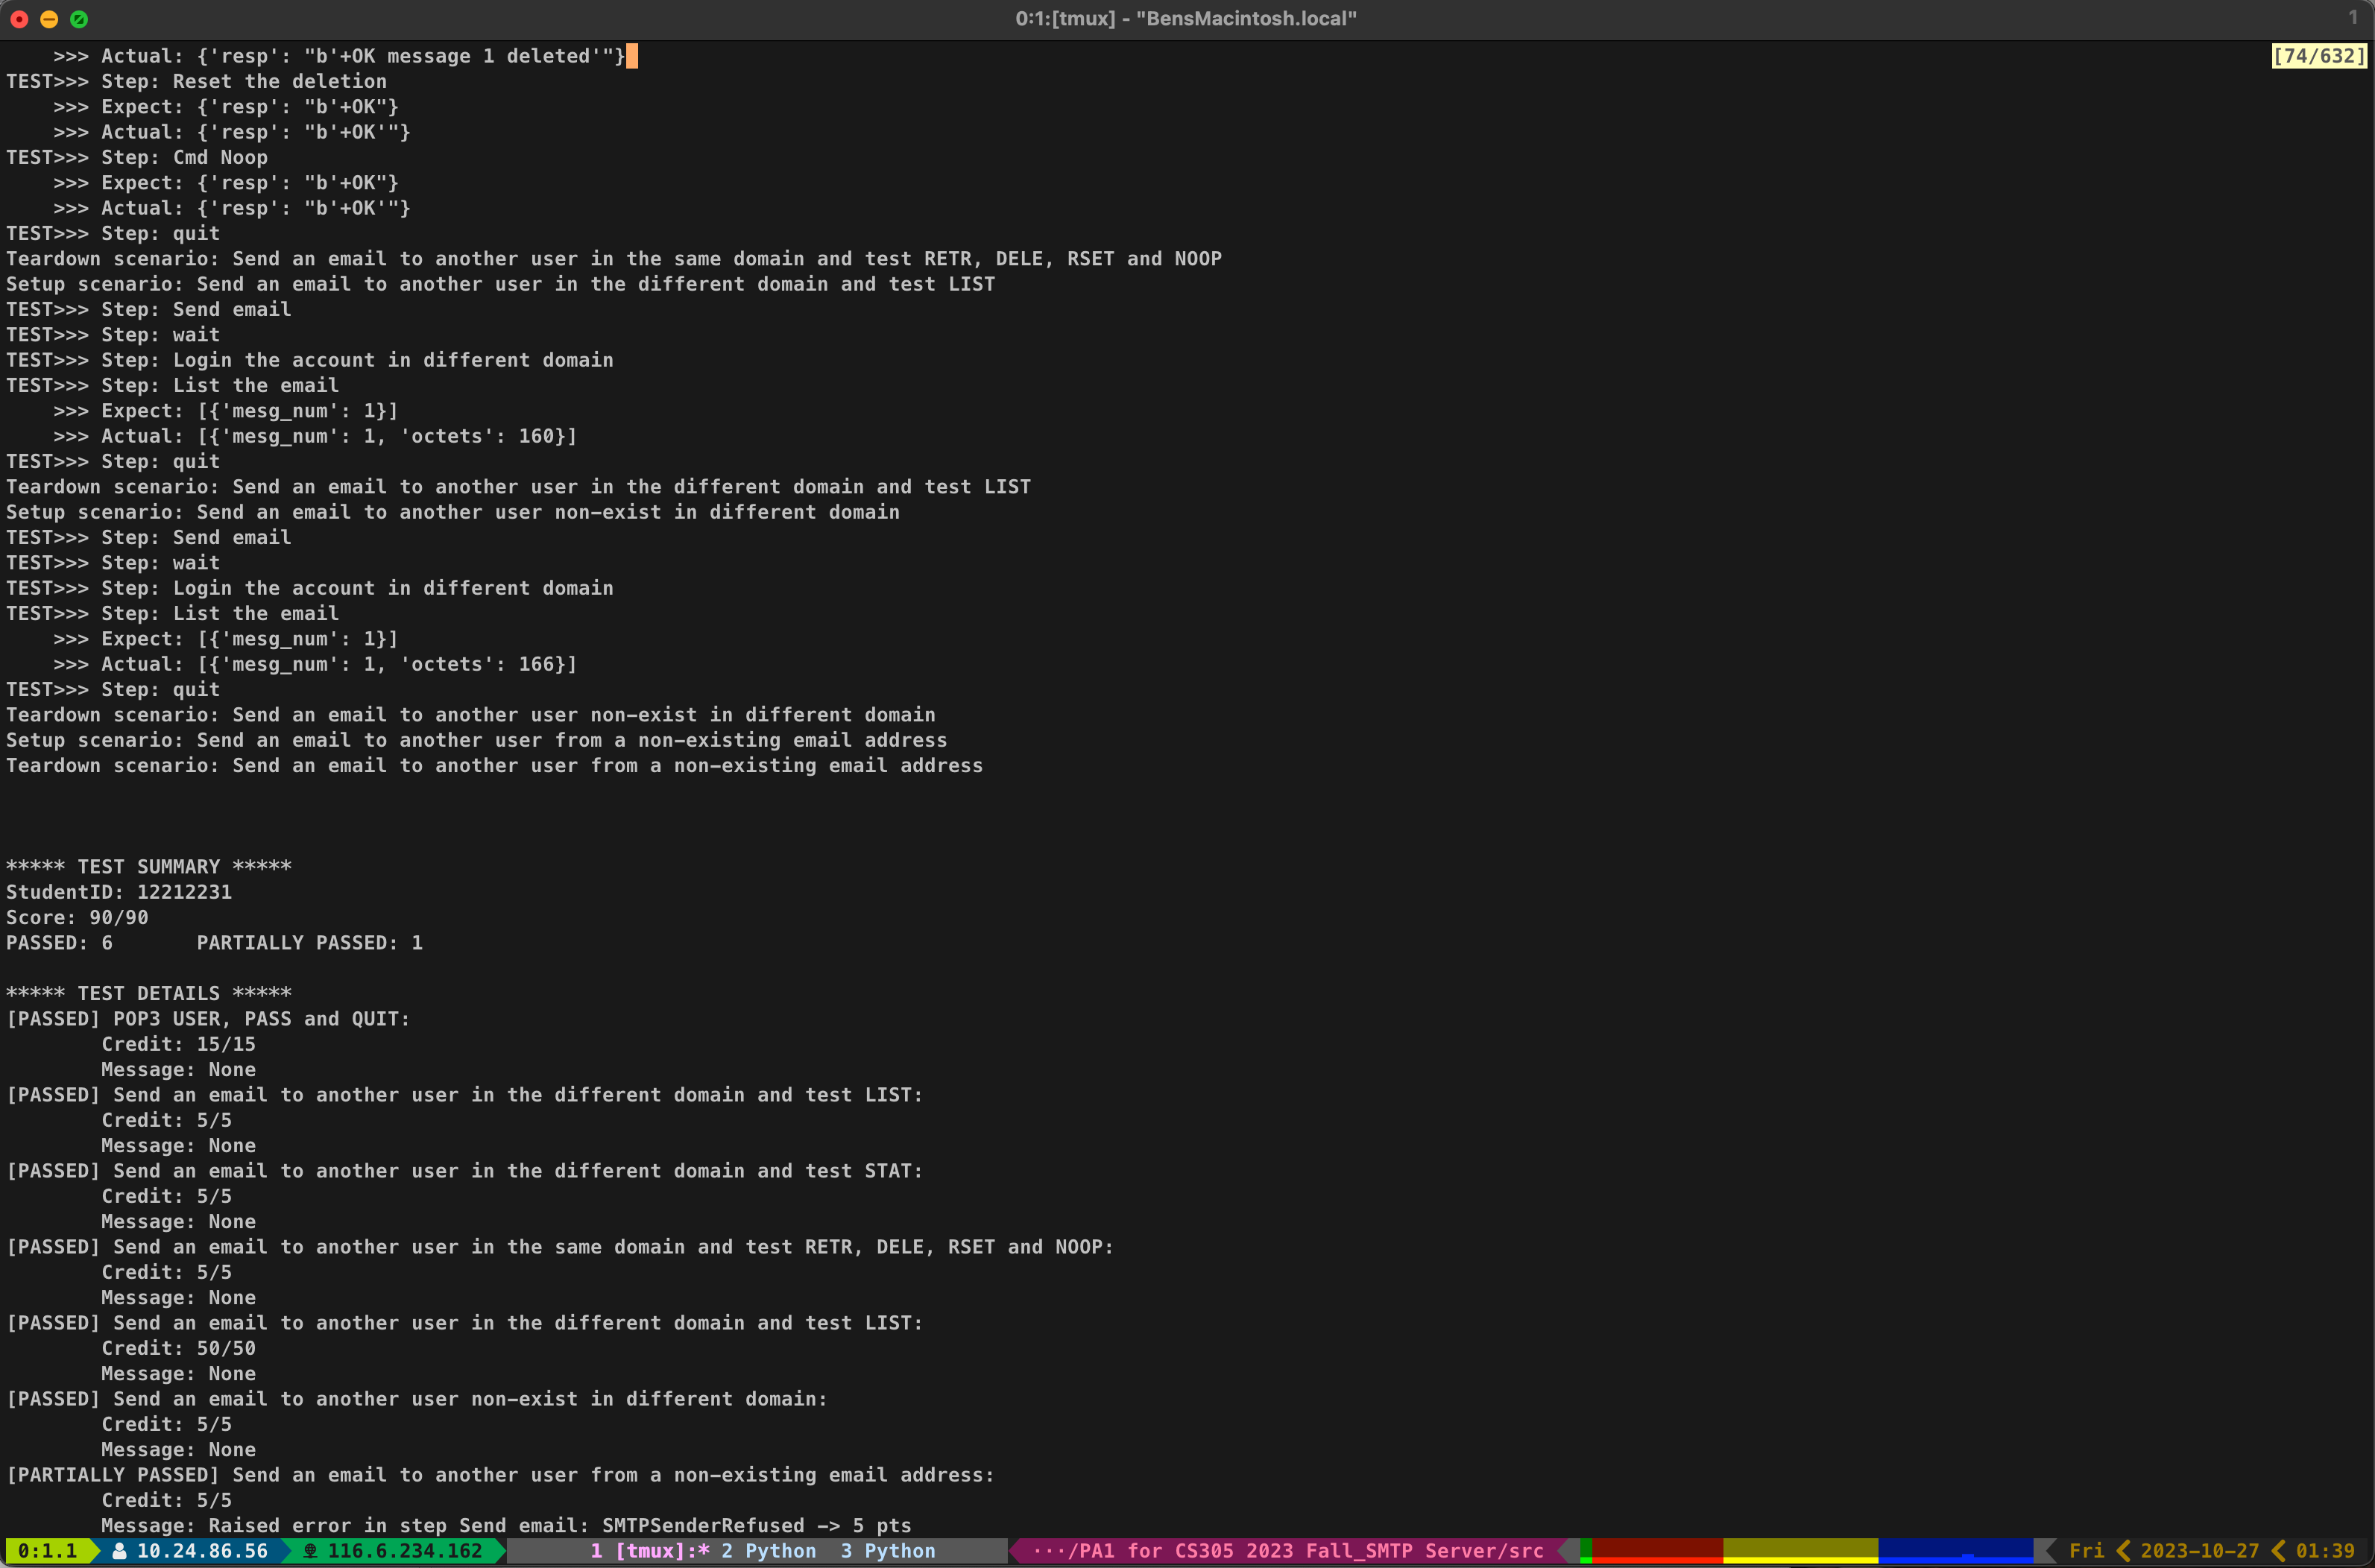 0:1:[tmux] - "BensMacintosh.local"
1
>>> Actual: {'resp': "b'+OK message 1 deleted'"}
[74/632]
TEST>>> Step: Reset the deletion
>>> Expect: {'resp': "b'+OK"}
>>> Actual: {'resp': "b'+OK'"}
TEST>>> Step: Cmd Noop
>>> Expect: {'resp': "b'+OK"}
>>> Actual: {'resp': "b'+OK'"}
TEST>>> Step: quit
Teardown scenario: Send an email to another user in the same domain and test RETR, DELE, RSET and NOOP
Setup scenario: Send an email to another user in the different domain and test LIST
TEST>>> Step: Send email
TEST>>> Step: wait
TEST>>> Step: Login the account in different domain
TEST>>> Step: List the email
>>> Expect: [{'mesg_num': 1}]
>>> Actual: [{'mesg_num': 1, 'octets': 160}]
TEST>>> Step: quit
Teardown scenario: Send an email to another user in the different domain and test LIST
Setup scenario: Send an email to another user non-exist in different domain
TEST>>> Step: Send email
TEST>>> Step: wait
TEST>>> Step: Login the account in different domain
TEST>>> Step: List the email
>>> Expect: [{'mesg_num': 1}]
>>> Actual: [{'mesg_num': 1, 'octets': 166}]
TEST>>> Step: quit
Teardown scenario: Send an email to another user non-exist in different domain
Setup scenario: Send an email to another user from a non-existing email address
Teardown scenario: Send an email to another user from a non-existing email address
***** TEST SUMMARY *****
StudentID: 12212231
Score: 90/90
PASSED: 6 PARTIALLY PASSED: 1
***** TEST DETAILS *****
[PASSED] POP3 USER, PASS and QUIT:
Credit: 15/15
Message: None
[PASSED] Send an email to another user in the different domain and test LIST:
Credit: 5/5
Message: None
[PASSED] Send an email to another user in the different domain and test STAT:
Credit: 5/5
Message: None
[PASSED] Send an email to another user in the same domain and test RETR, DELE, RSET and NOOP:
Credit: 5/5
Message: None
[PASSED] Send an email to another user in the different domain and test LIST:
Credit: 50/50
Message: None
[PASSED] Send an email to another user non-exist in different domain:
Credit: 5/5
Message: None
[PARTIALLY PASSED] Send an email to another user from a non-existing email address:
Credit: 5/5
Message: Raised error in step Send email: SMTPSenderRefused -> 5 pts
0:1.1 10.24.86.56 116.6.234.162 1 [tmux]:* 2 Python 3 Python ···/PA1 for CS305 2023 Fall_SMTP Server/src Fri 2023-10-27 01:39